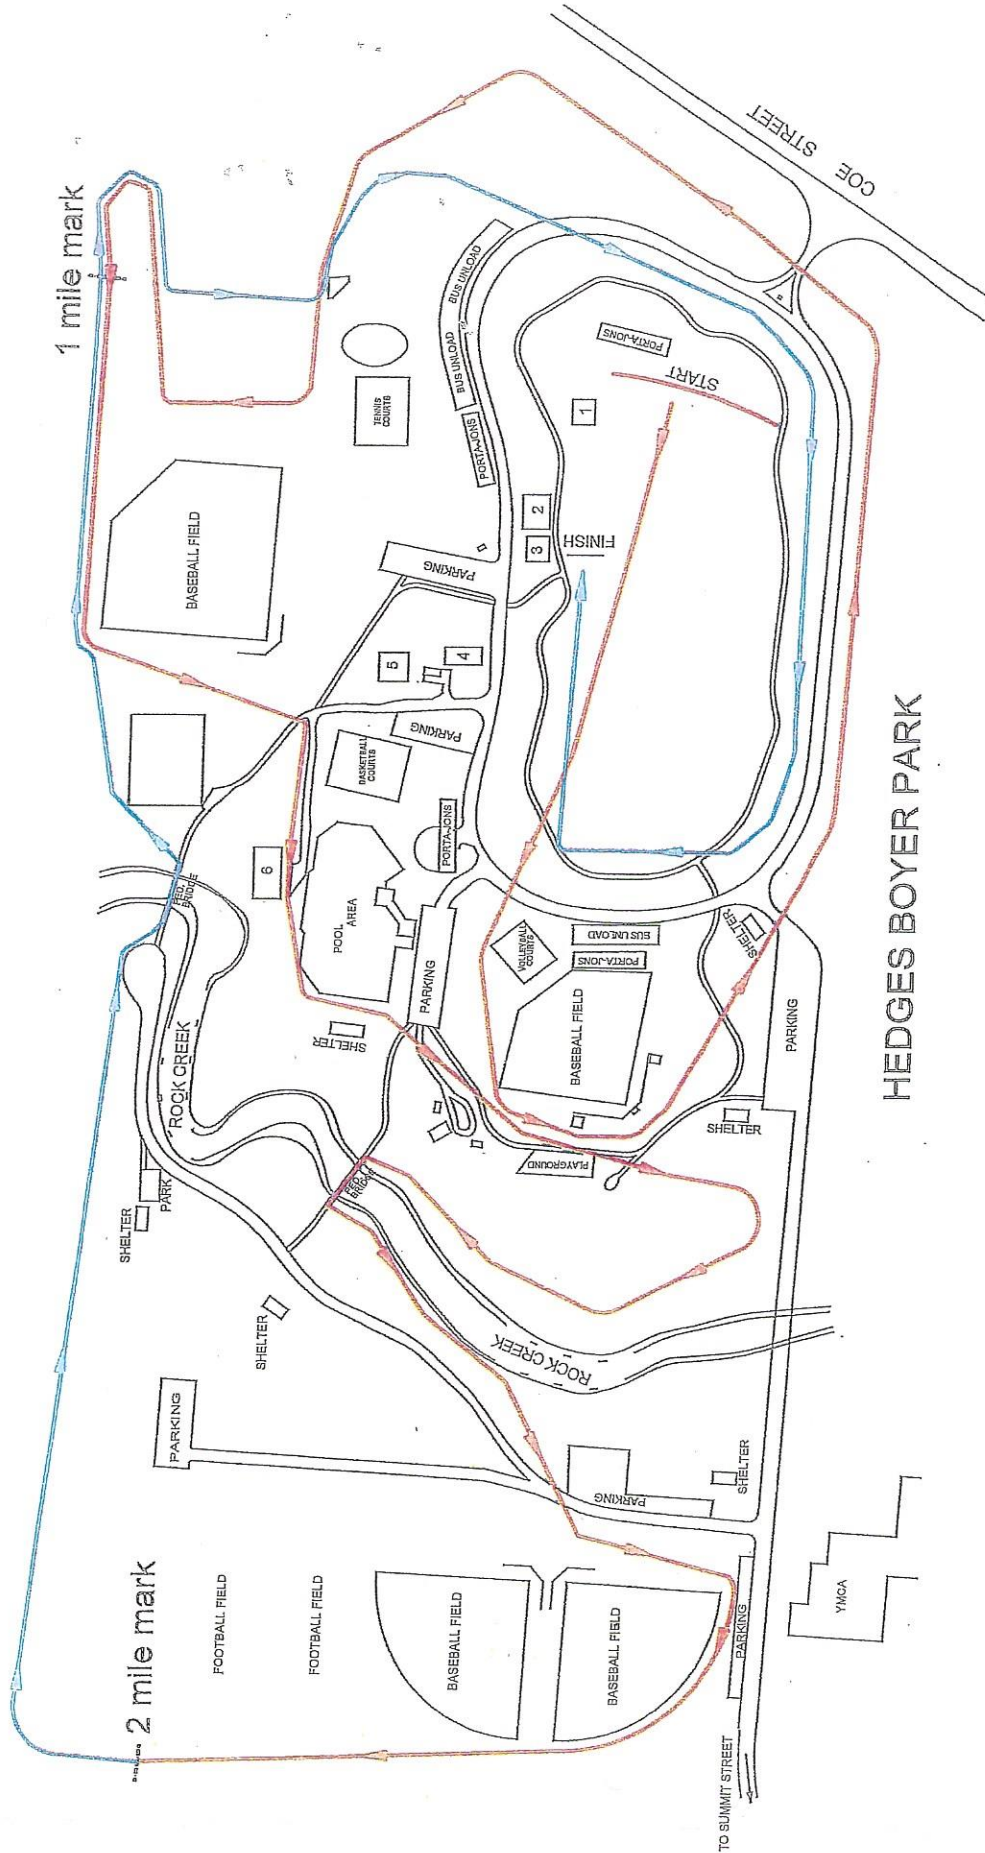 1 mile mark
COE STREET
BUS UNLOAD
BUS UNLOAD
PORTA-JONS
TENNIS
COURTS
PORTA-JONS
START
1
2
3
FINISH
BASEBALL FIELD
PARKING
5
4
PARKING
BASKETBALL
COURTS
PORTA-JONS
6
POOL
AREA
PED.
BRIDGE
PARKING
VOLLEYBALL
COURTS
BUS UNLOAD
PORTA-JONS
SHELTER
BASEBALL FIELD
PARKING
SHELTER
ROCK CREEK
SHELTER
PLAYGROUND
PED.
BRIDGE
SHELTER
PARK
SHELTER
ROCK CREEK
PARKING
PARKING
SHELTER
2 mile mark
FOOTBALL FIELD
FOOTBALL FIELD
BASEBALL FIELD
BASEBALL FIELD
PARKING
YMCA
TO SUMMIT STREET
HEDGES BOYER PARK